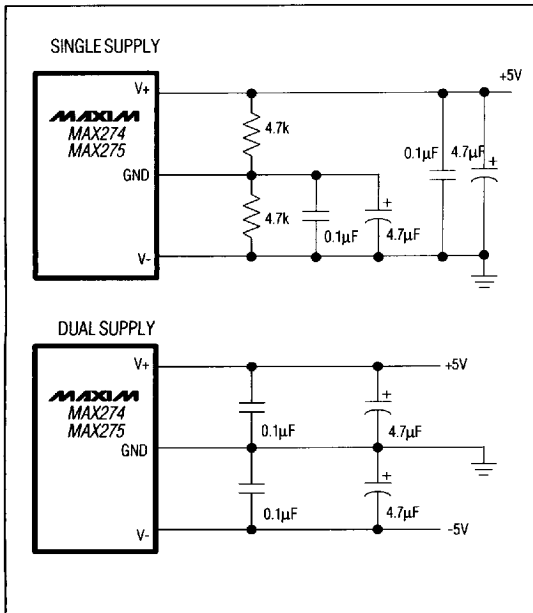 SINGLE SUPPLY
V+
+5V
MAXIM
MAX274
MAX275
4.7k
0.1µF
4.7µF
GND
4.7k
0.1µF
4.7µF
V-
DUAL SUPPLY
V+
+5V
MAXIM
MAX274
MAX275
0.1µF
4.7µF
GND
0.1µF
4.7µF
V-
-5V